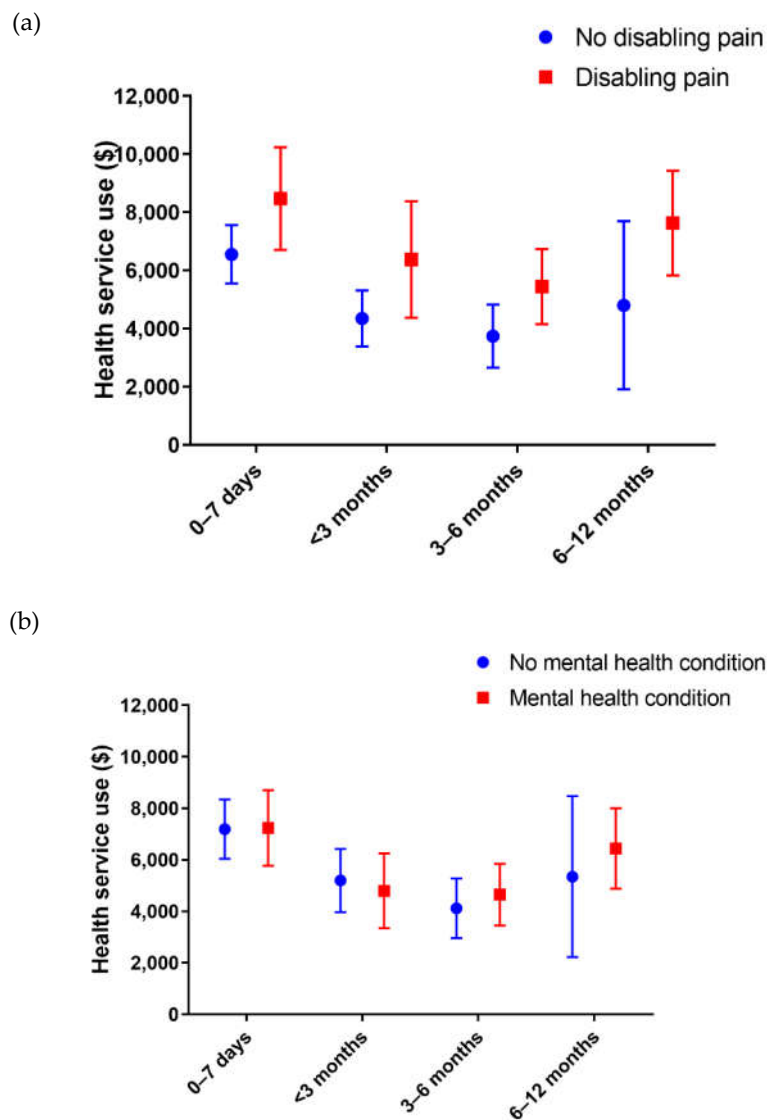 (a)
No disabling pain
Disabling pain
Health service use ($)
12,000
10,000
8,000
6,000
4,000
2,000
0
0–7 days
<3 months
3–6 months
6–12 months
(b)
No mental health condition
Mental health condition
Health service use ($)
12,000
10,000
8,000
6,000
4,000
2,000
0
0–7 days
<3 months
3–6 months
6–12 months